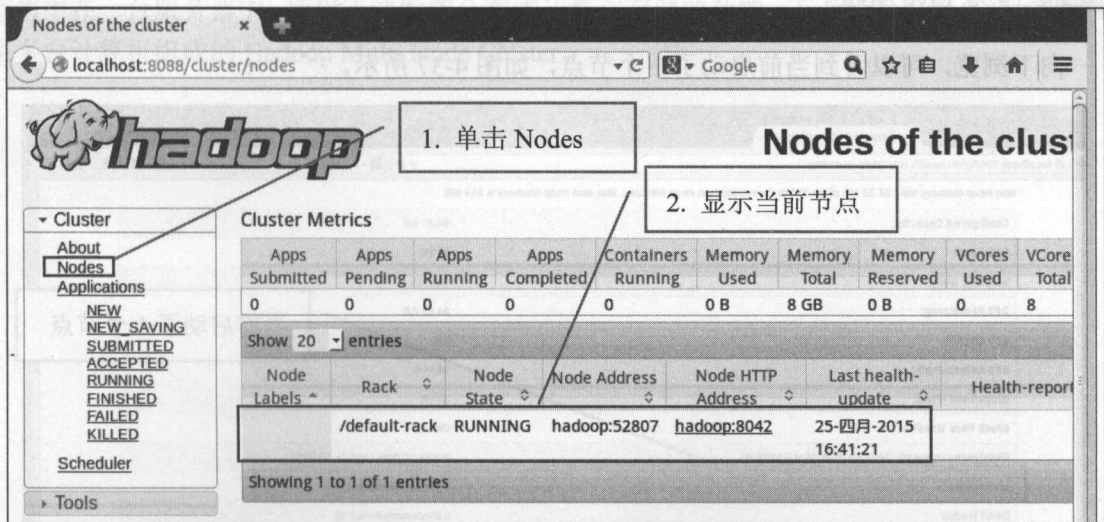 Nodes of the cluster
localhost:8088/cluster/nodes
Google
hadoop
1. 单击 Nodes
Nodes of the clust
2. 显示当前节点
Cluster
About
Nodes
Applications
NEW
NEW_SAVING
SUBMITTED
ACCEPTED
RUNNING
FINISHED
FAILED
KILLED
Scheduler
Tools
Cluster Metrics
Apps Submitted Apps Pending Apps Running Apps Completed Containers Running Memory Used Memory Total Memory Reserved VCores Used VCore Total
0 0 0 0 0 0 B 8 GB 0 B 0 8
Show 20 entries
Node Labels Rack Node State Node Address Node HTTP Address Last health-update Health-report
/default-rack RUNNING hadoop:52807 hadoop:8042 25-四月-2015
16:41:21
Showing 1 to 1 of 1 entries